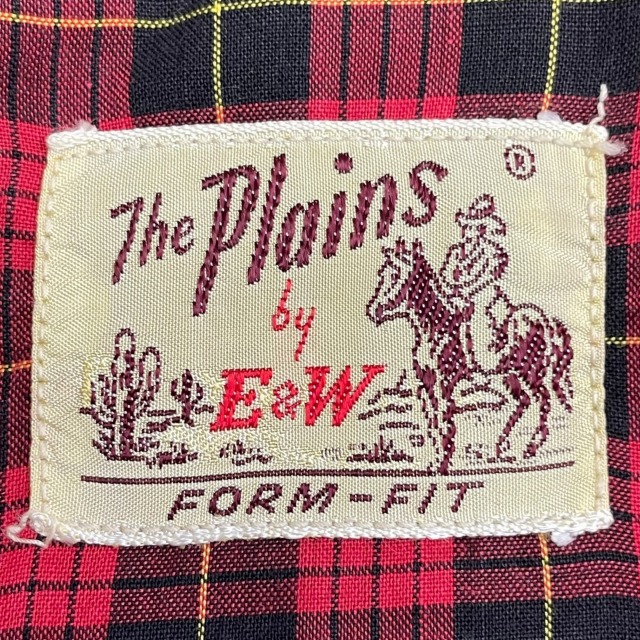 The Plains ®
by
E&W
FORM-FIT